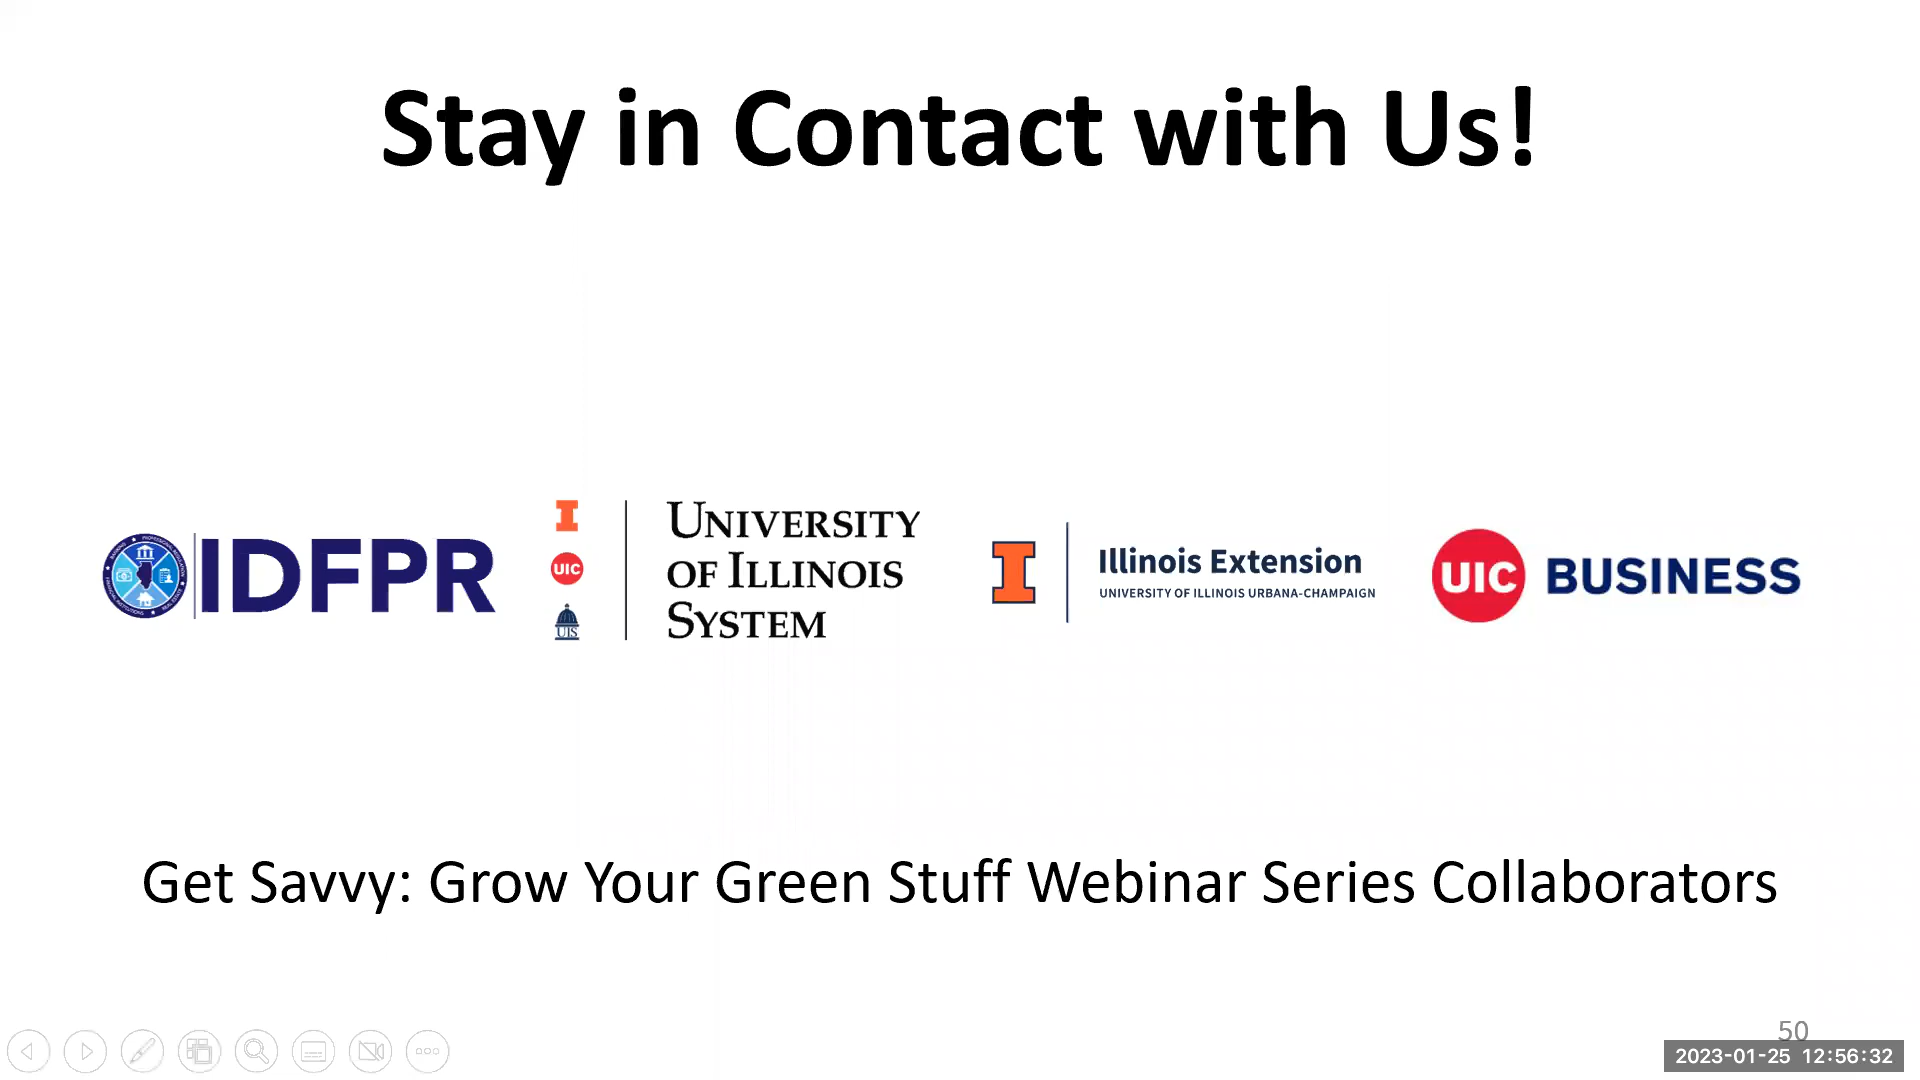 Stay in Contact with Us!
IDFPR
UIC
UIS
UNIVERSITY
OF ILLINOIS
SYSTEM
Illinois Extension
UNIVERSITY OF ILLINOIS URBANA-CHAMPAIGN
UIC BUSINESS
Get Savvy: Grow Your Green Stuff Webinar Series Collaborators
50
2023-01-25 12:56:32